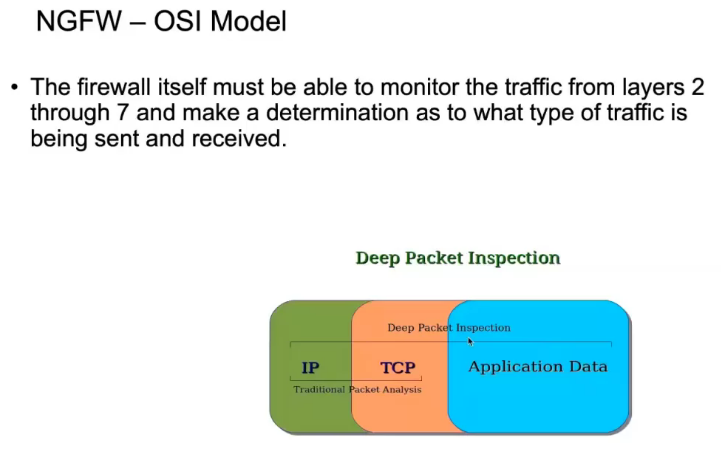 NGFW – OSI Model
• The firewall itself must be able to monitor the traffic from layers 2
through 7 and make a determination as to what type of traffic is
being sent and received.
Deep Packet Inspection
Deep Packet Inspection
IP TCP Application Data
Traditional Packet Analysis